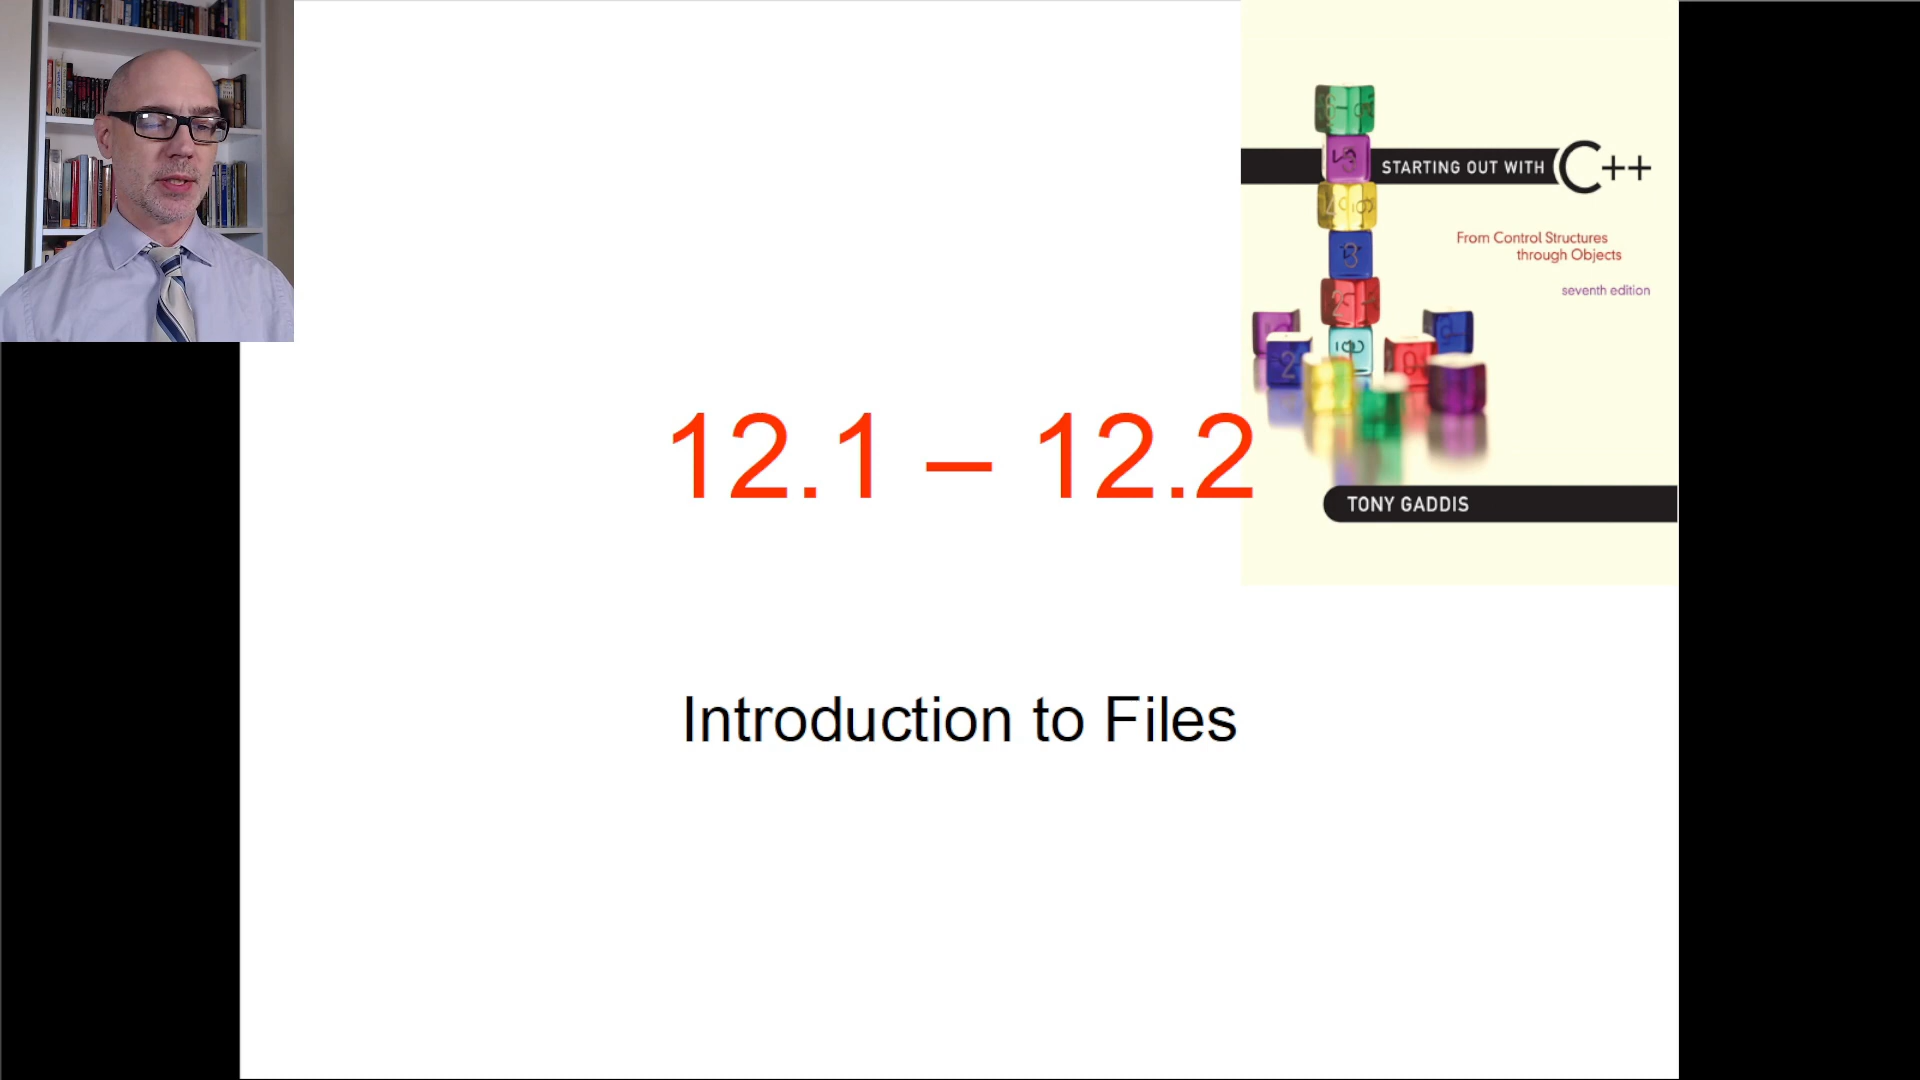 STARTING OUT WITH C++
From Control Structures
through Objects
seventh edition
12.1 – 12.2
TONY GADDIS
Introduction to Files